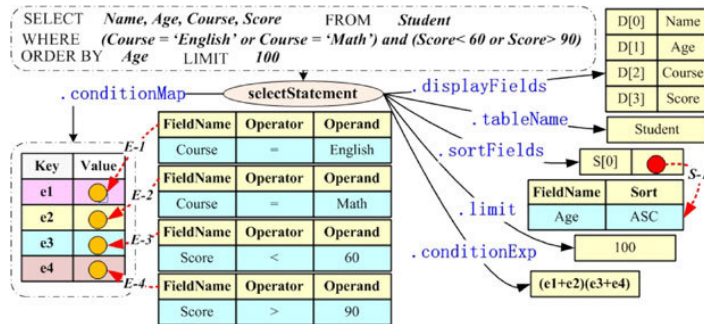 SELECT Name, Age, Course, Score FROM Student
WHERE (Course = ‘English’ or Course = ‘Math’) and (Score< 60 or Score> 90)
ORDER BY Age LIMIT 100
selectStatement
.conditionMap
.displayFields
.tableName
.sortFields
.limit
.conditionExp
D[0] Name
D[1] Age
D[2] Course
D[3] Score
Student
S[0]
FieldName Sort
Age ASC
100
(e1+e2)(e3+e4)
Key Value
e1
e2
e3
e4
E-1
E-2
E-3
E-4
FieldName Operator Operand
Course = English
FieldName Operator Operand
Course = Math
FieldName Operator Operand
Score < 60
FieldName Operator Operand
Score > 90